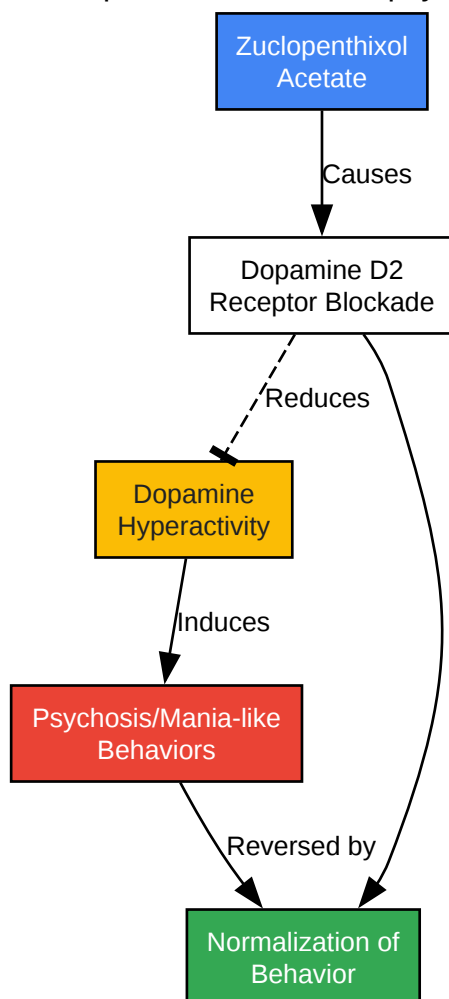 Zuclopenthixol
Acetate
Causes
Dopamine D2
Receptor Blockade
Reduces
Dopamine
Hyperactivity
Induces
Psychosis/Mania-like
Behaviors
Reversed by
Normalization of
Behavior